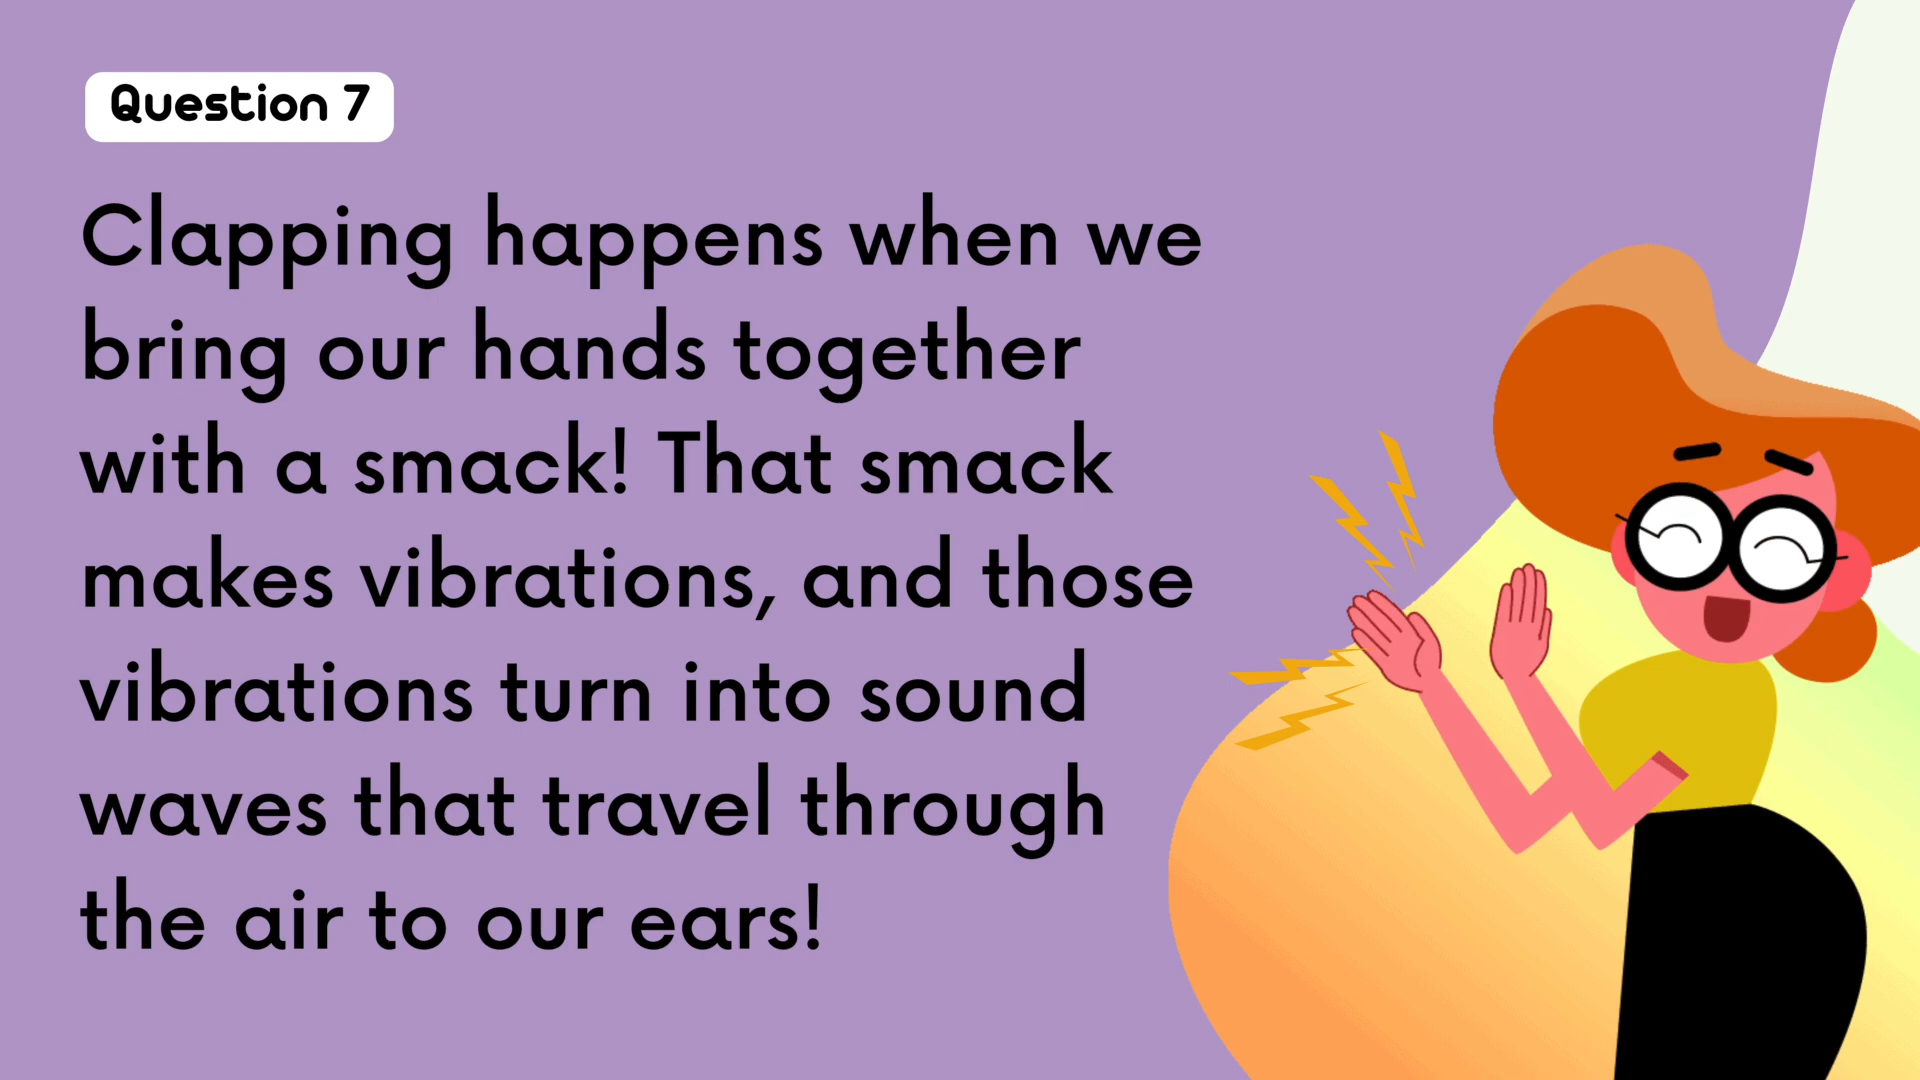 Question 7
Clapping happens when we
bring our hands together
with a smack! That smack
makes vibrations, and those
vibrations turn into sound
waves that travel through
the air to our ears!